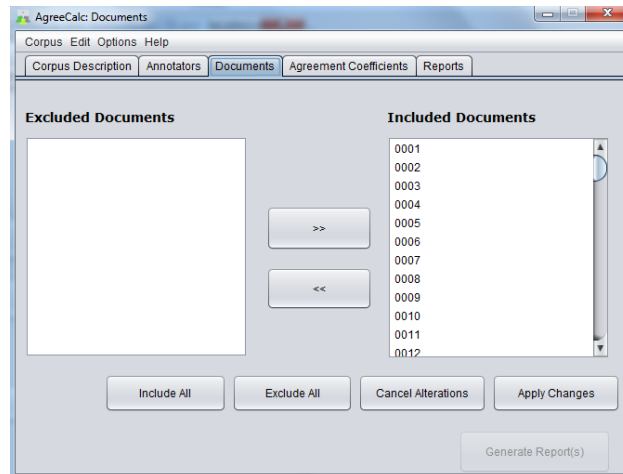 AgreeCalc: Documents
Corpus Edit Options Help
Corpus Description Annotators Documents Agreement Coefficients Reports
Excluded Documents
Included Documents
0001
0002
0003
0004
0005
0006
0007
0008
0009
0010
0011
0012
>>
<<
Include All Exclude All Cancel Alterations Apply Changes
Generate Report(s)